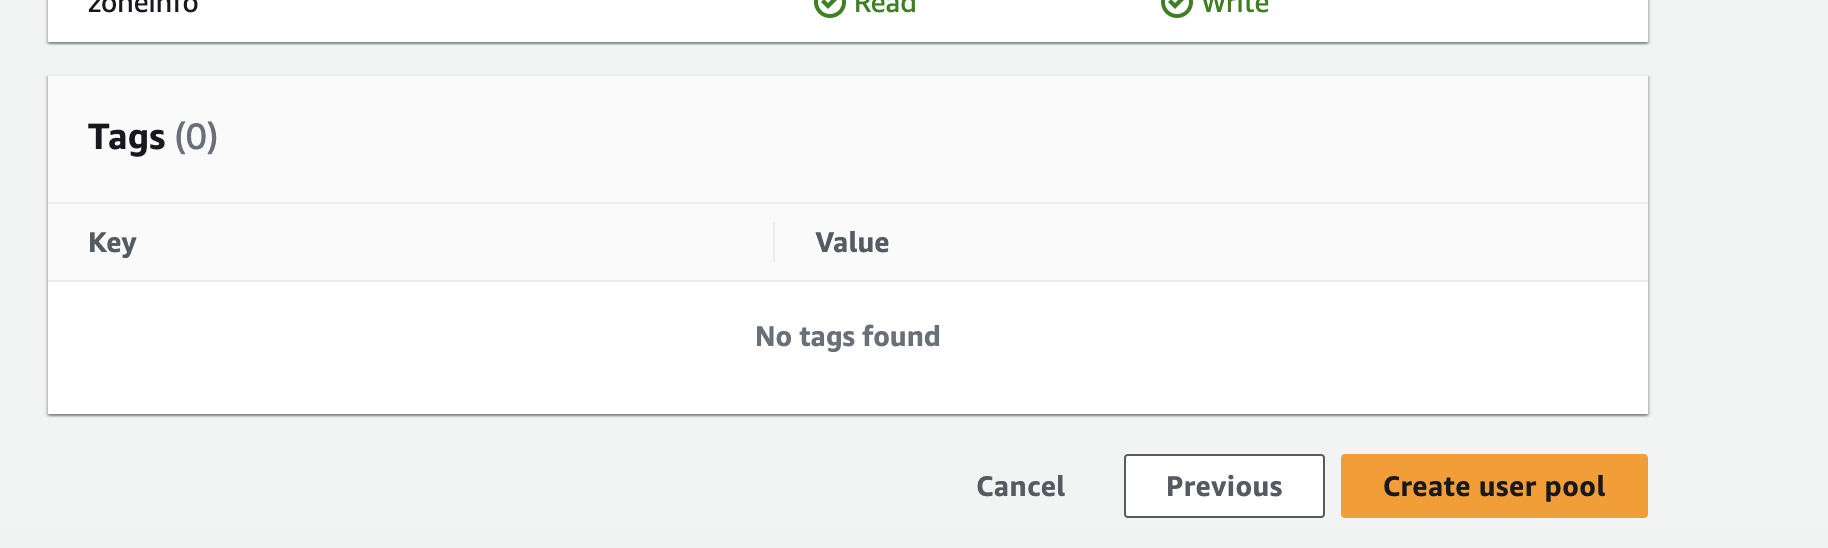 zoneinfo Read Write
Tags (0)
Key Value
No tags found
Cancel Previous Create user pool